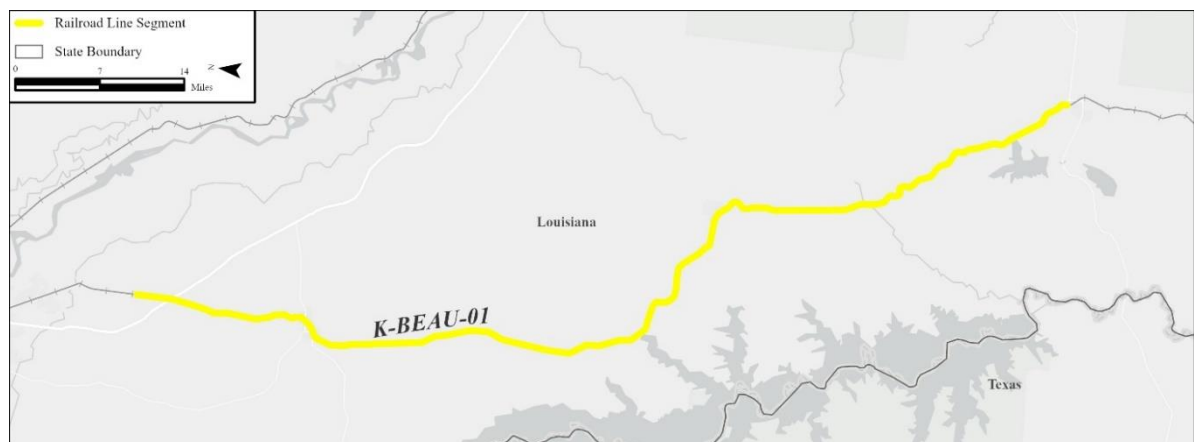 Railroad Line Segment
State Boundary
0 7 14
N
Miles
Louisiana
K-BEAU-01
Texas